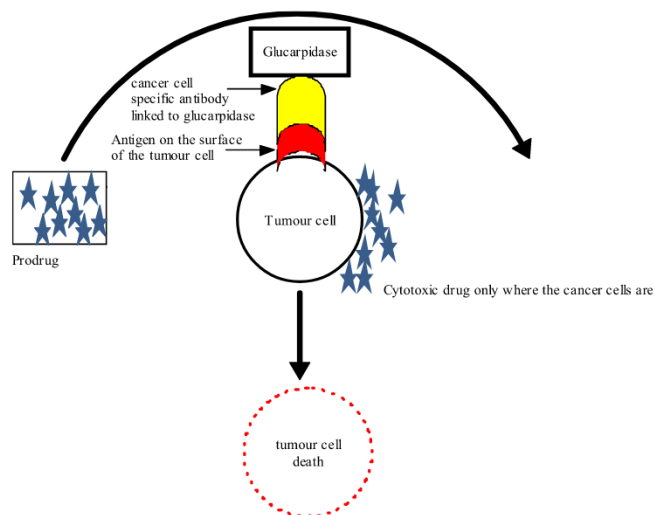 Glucarpidase
cancer cell
specific antibody
linked to glucarpidase
Antigen on the surface
of the tumour cell
Tumour cell
Prodrug
Cytotoxic drug only where the cancer cells are
tumour cell
death